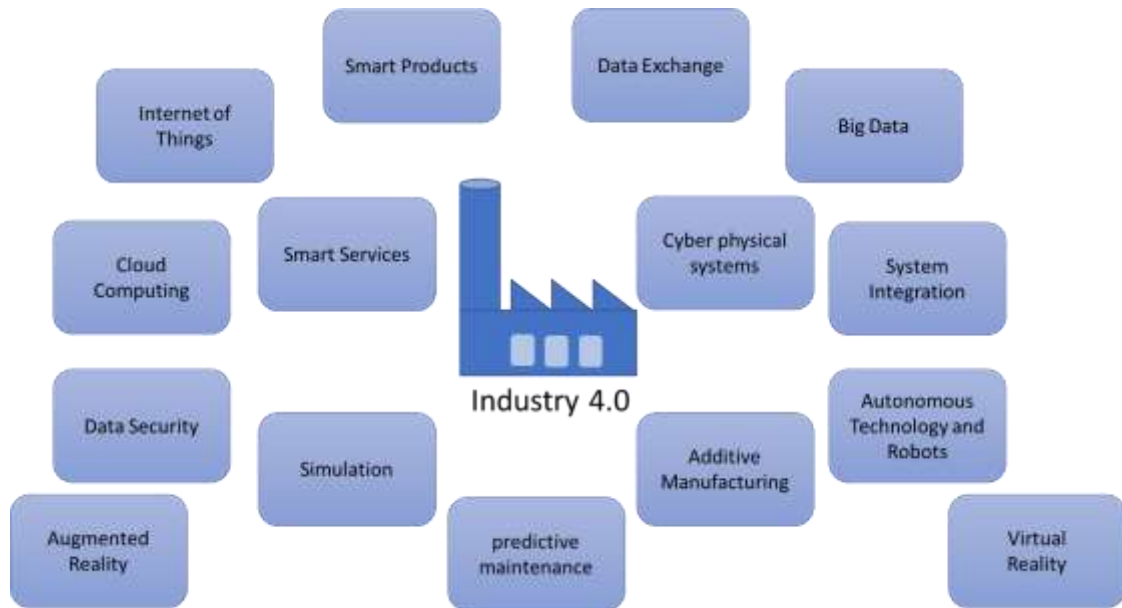 Smart Products
Data Exchange
Internet of
Things
Big Data
Smart Services
Cyber physical
systems
Cloud
Computing
System
Integration
Industry 4.0
Data Security
Autonomous
Technology and
Robots
Simulation
Additive
Manufacturing
Augmented
Reality
predictive
maintenance
Virtual
Reality